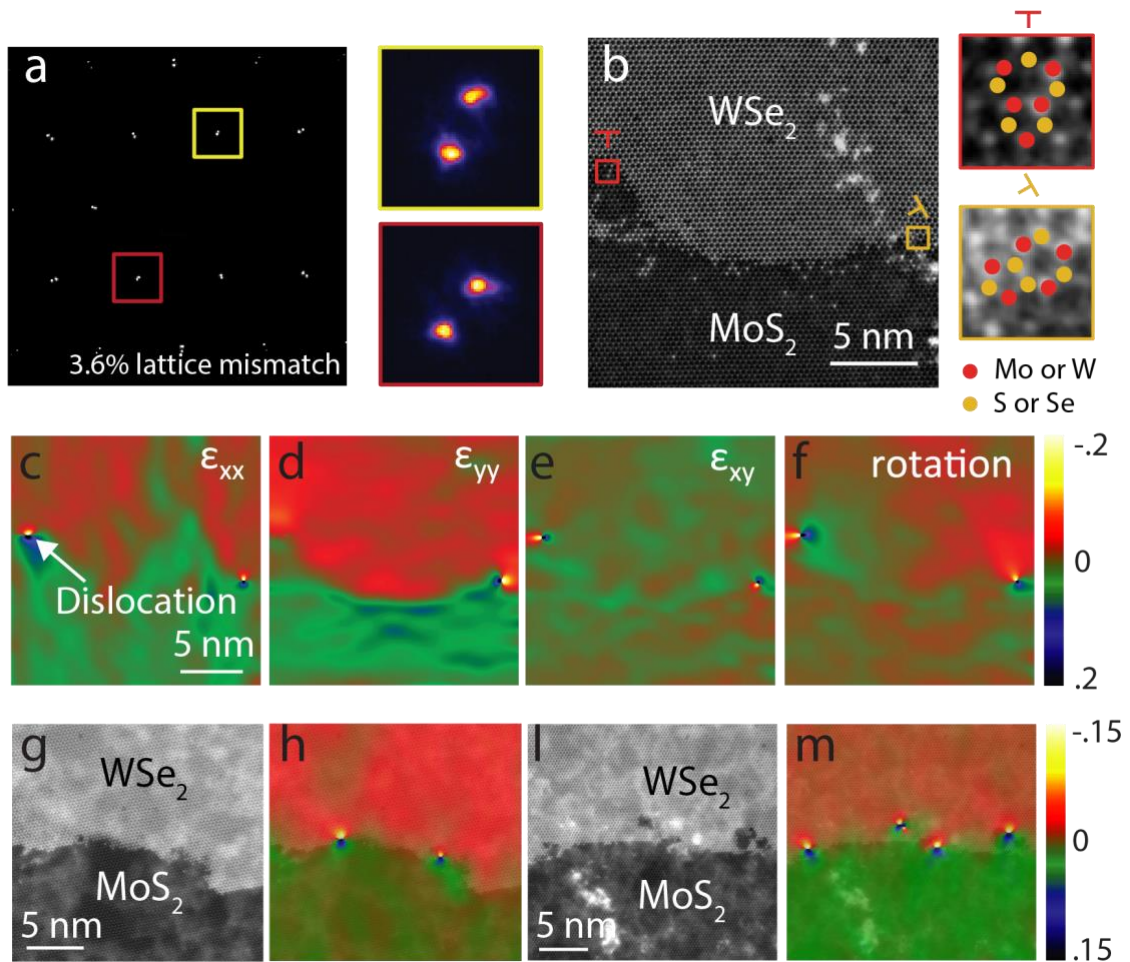 a
3.6% lattice mismatch
b
WSe₂
MoS₂
5 nm
Mo or W
S or Se
c
εxx
Dislocation
5 nm
d
εyy
e
εxy
f
rotation
-.2
0
.2
g
WSe₂
MoS₂
5 nm
h
l
WSe₂
MoS₂
5 nm
m
-.15
0
.15